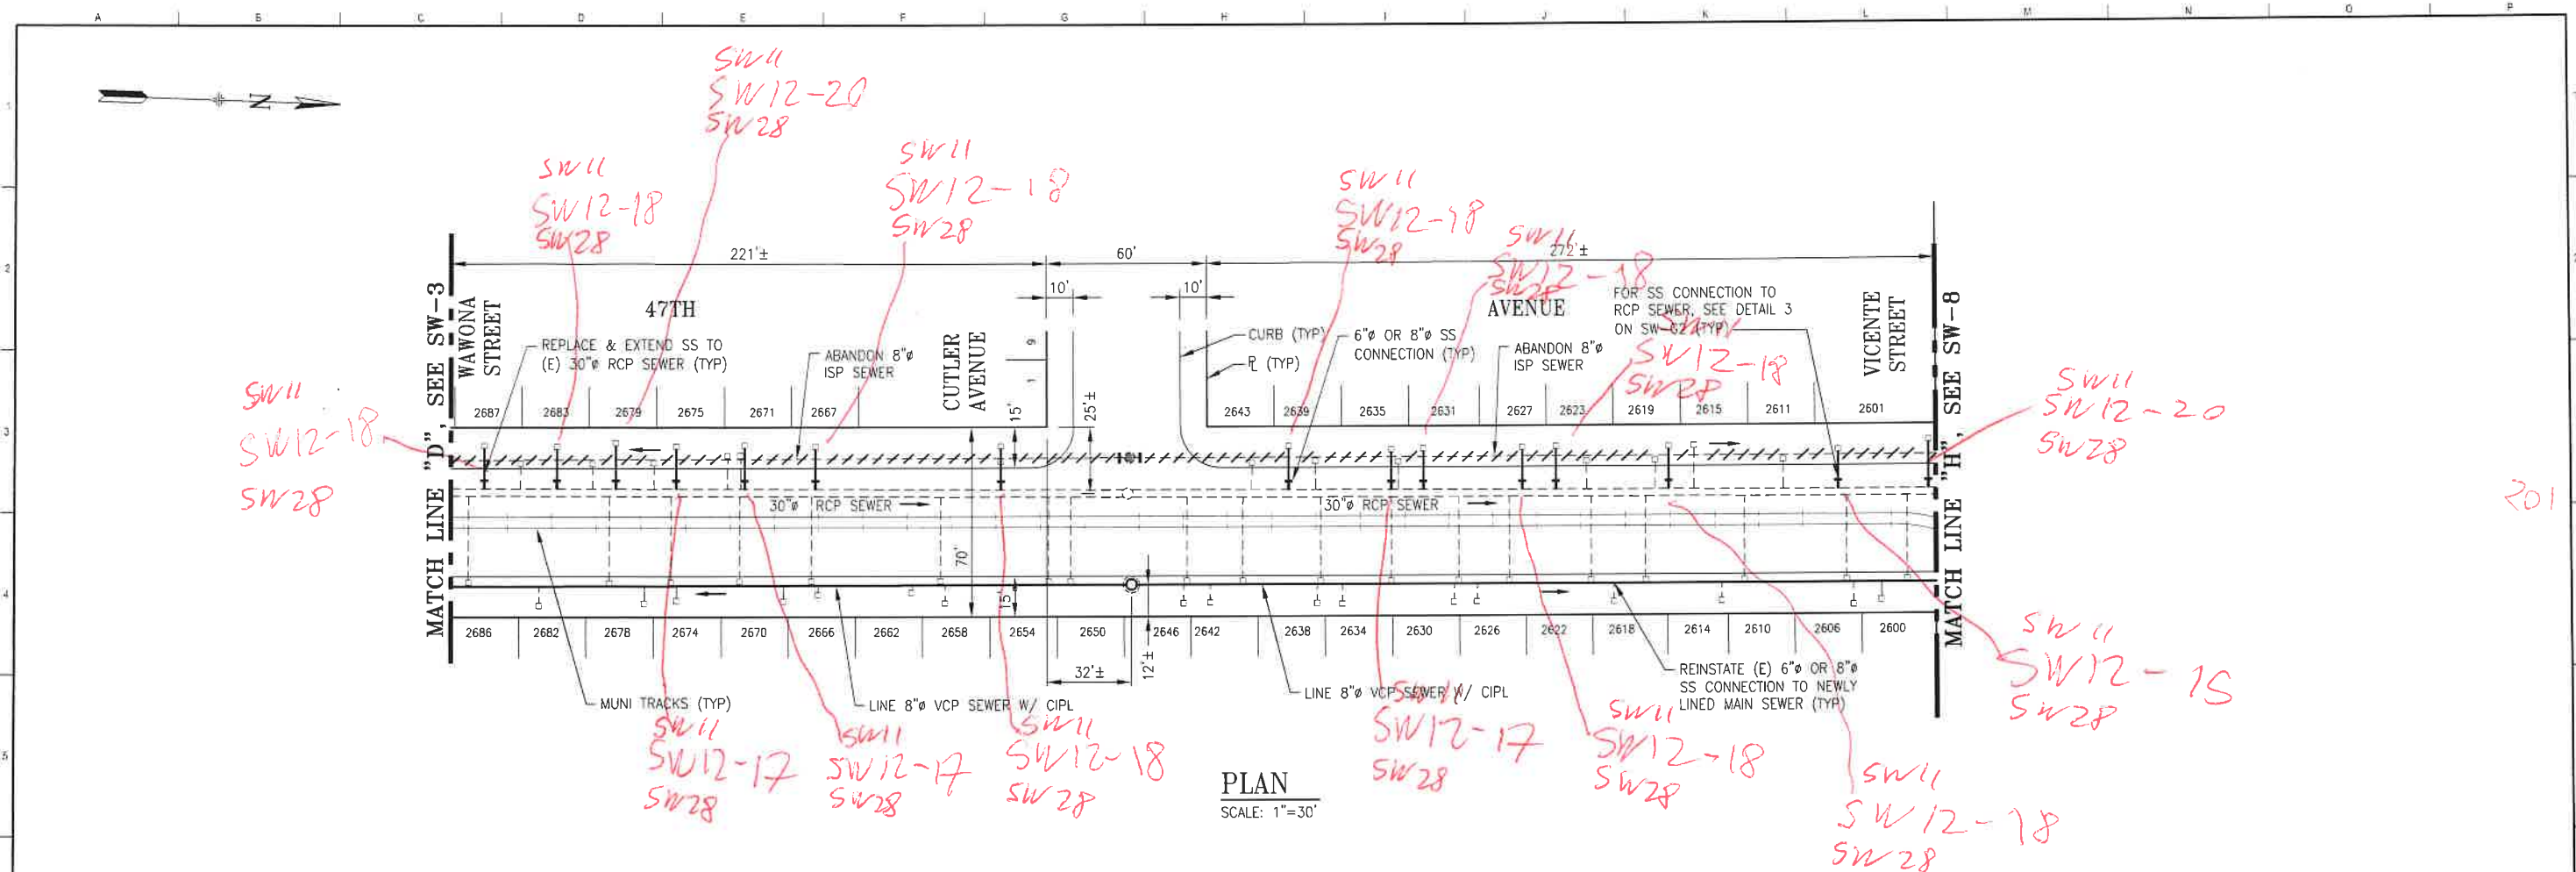 A B C D E F G H I J K L M N O P
1
2
3
4
5
N
SW11
SW12-20
SW28
SW11
SW12-18
SW28
SW11
SW12-18
SW28
SW11
SW12-18
SW28
SW11
SW12-18
SW28
221'±
60'
272'±
10'
10'
MATCH LINE "D", SEE SW-3
WAWONA
STREET
47TH
REPLACE & EXTEND SS TO
(E) 30"ø RCP SEWER (TYP)
ABANDON 8"ø
ISP SEWER
CUTLER
AVENUE
1 9
CURB (TYP)
PL (TYP)
6"ø OR 8"ø SS
CONNECTION (TYP)
AVENUE
ABANDON 8"ø
ISP SEWER
FOR SS CONNECTION TO
RCP SEWER, SEE DETAIL 3
ON SW-G2 (TYP)
SW11
SW12-18
SW28
VICENTE
STREET
MATCH LINE "H", SEE SW-8
SW11
SW12-18
SW28
SW11
SW12-20
SW28
2687 2683 2679 2675 2671 2667
2643 2639 2635 2631 2627 2623 2619 2615 2611 2601
15'
25'±
201
30"ø RCP SEWER
30"ø RCP SEWER
70'
15'
2686 2682 2678 2674 2670 2666 2662 2658 2654 2650 2646 2642 2638 2634 2630 2626 2622 2618 2614 2610 2606 2600
32'±
12'±
MUNI TRACKS (TYP)
LINE 8"ø VCP SEWER W/ CIPL
LINE 8"ø VCP SEWER W/ CIPL
REINSTATE (E) 6"ø OR 8"ø
SS CONNECTION TO NEWLY
LINED MAIN SEWER (TYP)
SW11
SW12-17
SW28
SW11
SW12-17
SW28
SW11
SW12-18
SW28
SW11
SW12-17
SW28
SW11
SW12-18
SW28
SW11
SW12-18
SW28
SW11
SW12-15
SW28
PLAN
SCALE: 1"=30'